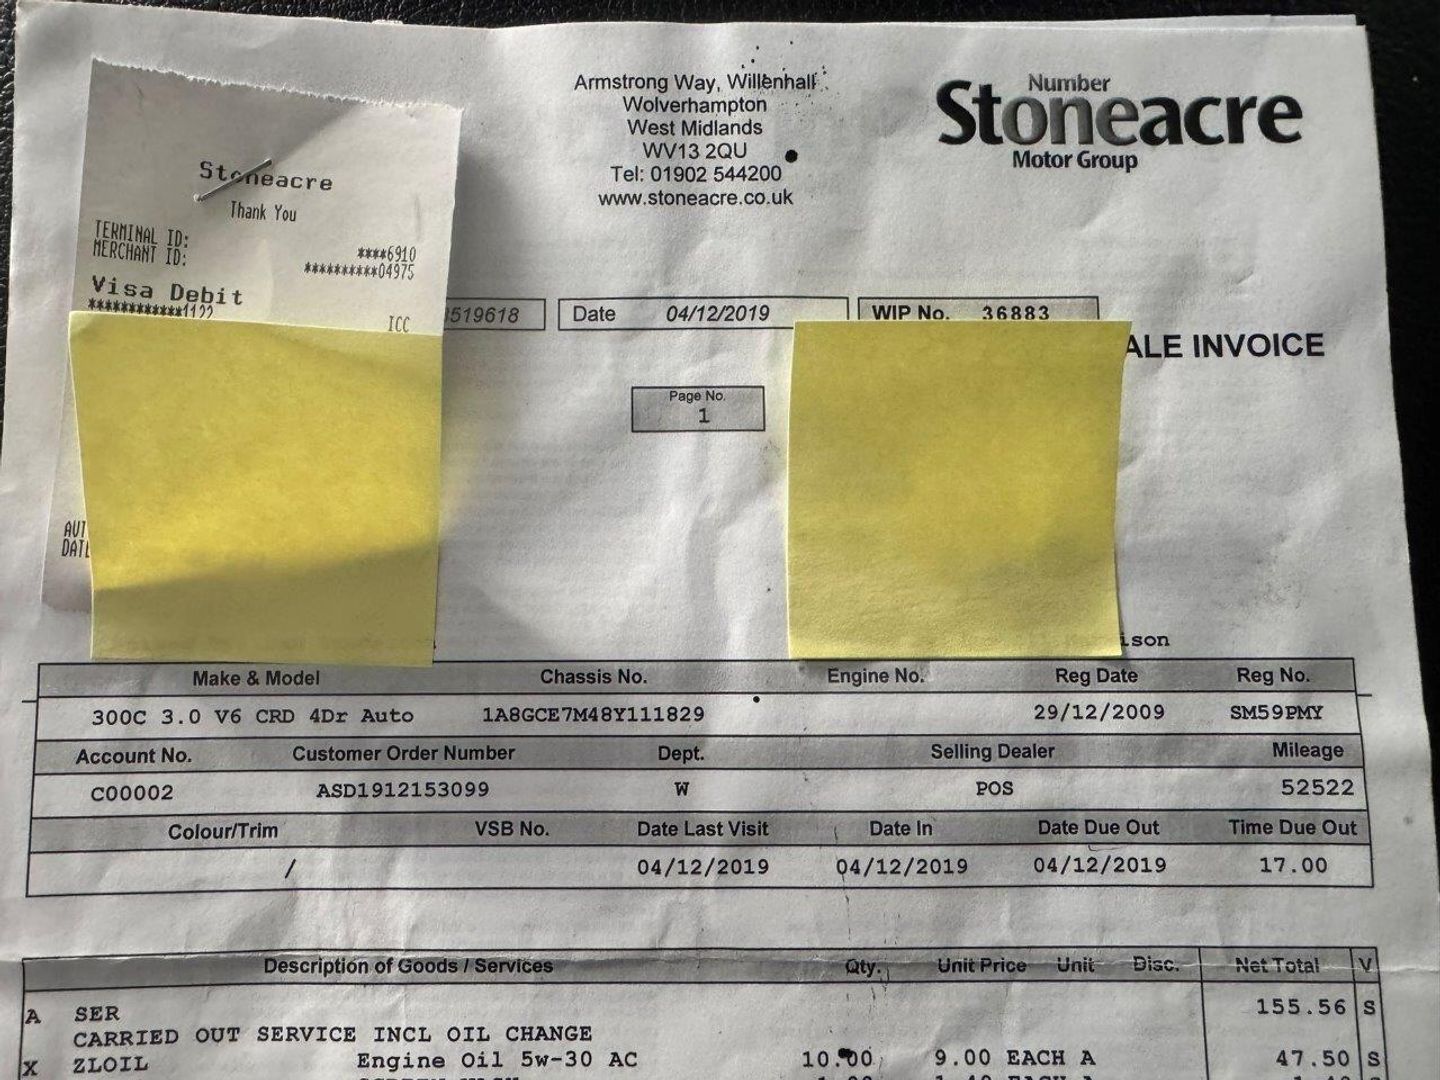 Armstrong Way, Willenhall
Wolverhampton
West Midlands
WV13 2QU
Tel: 01902 544200
www.stoneacre.co.uk
Number
Stoneacre
Motor Group
Stoneacre
Thank You
TERMINAL ID: ****6910
MERCHANT ID: **********04975
Visa Debit
************1122
ICC
519618 Date 04/12/2019 WIP No. 36883
ALE INVOICE
Page No.
1
AUT
DATE
ison
Make & Model Chassis No. Engine No. Reg Date Reg No.
300C 3.0 V6 CRD 4Dr Auto 1A8GCE7M48Y111829 29/12/2009 SM59PMY
Account No. Customer Order Number Dept. Selling Dealer Mileage
C00002 ASD1912153099 W POS 52522
Colour/Trim VSB No. Date Last Visit Date In Date Due Out Time Due Out
/ 04/12/2019 04/12/2019 04/12/2019 17.00
Description of Goods / Services Qty. Unit Price Unit Disc. Net Total V
A SER 155.56 S
CARRIED OUT SERVICE INCL OIL CHANGE
X ZLOIL Engine Oil 5w-30 AC 10.00 9.00 EACH A 47.50 S